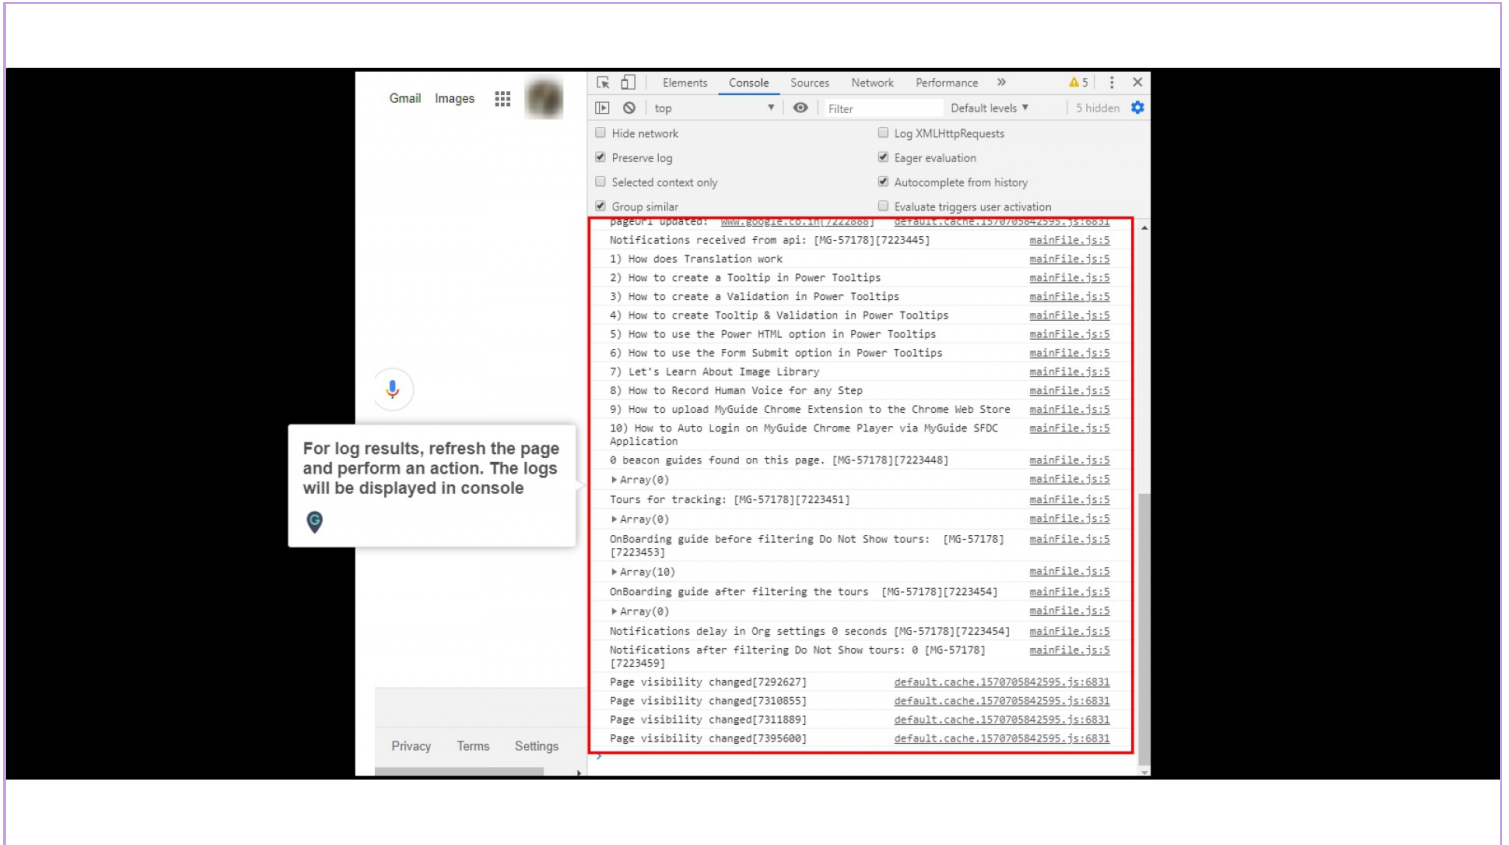 Gmail Images
Elements Console Sources Network Performance » 5
top Filter Default levels 5 hidden
Hide network Log XMLHttpRequests
Preserve log Eager evaluation
Selected context only Autocomplete from history
Group similar Evaluate triggers user activation
pageUrl updated: www.google.co.in[7222888] default.cache.1570705842595.js:6831
Notifications received from api: [MG-57178][7223445] mainFile.js:5
1) How does Translation work mainFile.js:5
2) How to create a Tooltip in Power Tooltips mainFile.js:5
3) How to create a Validation in Power Tooltips mainFile.js:5
4) How to create Tooltip & Validation in Power Tooltips mainFile.js:5
5) How to use the Power HTML option in Power Tooltips mainFile.js:5
6) How to use the Form Submit option in Power Tooltips mainFile.js:5
7) Let's Learn About Image Library mainFile.js:5
8) How to Record Human Voice for any Step mainFile.js:5
9) How to upload MyGuide Chrome Extension to the Chrome Web Store mainFile.js:5
10) How to Auto Login on MyGuide Chrome Player via MyGuide SFDC mainFile.js:5
Application
0 beacon guides found on this page. [MG-57178][7223448] mainFile.js:5
Array(0) mainFile.js:5
Tours for tracking: [MG-57178][7223451] mainFile.js:5
Array(0) mainFile.js:5
OnBoarding guide before filtering Do Not Show tours: [MG-57178] mainFile.js:5
[7223453]
Array(10) mainFile.js:5
OnBoarding guide after filtering the tours [MG-57178][7223454] mainFile.js:5
Array(0) mainFile.js:5
Notifications delay in Org settings 0 seconds [MG-57178][7223454] mainFile.js:5
Notifications after filtering Do Not Show tours: 0 [MG-57178] mainFile.js:5
[7223459]
Page visibility changed[7292627] default.cache.1570705842595.js:6831
Page visibility changed[7310855] default.cache.1570705842595.js:6831
Page visibility changed[7311889] default.cache.1570705842595.js:6831
Page visibility changed[7395600] default.cache.1570705842595.js:6831
For log results, refresh the page
and perform an action. The logs
will be displayed in console
G
Privacy Terms Settings